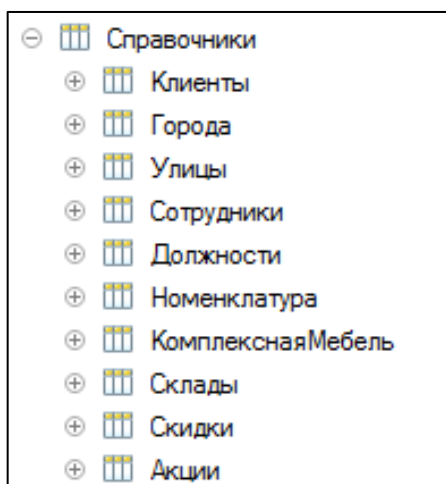 Справочники
Клиенты
Города
Улицы
Сотрудники
Должности
Номенклатура
КомплекснаяМебель
Склады
Скидки
Акции